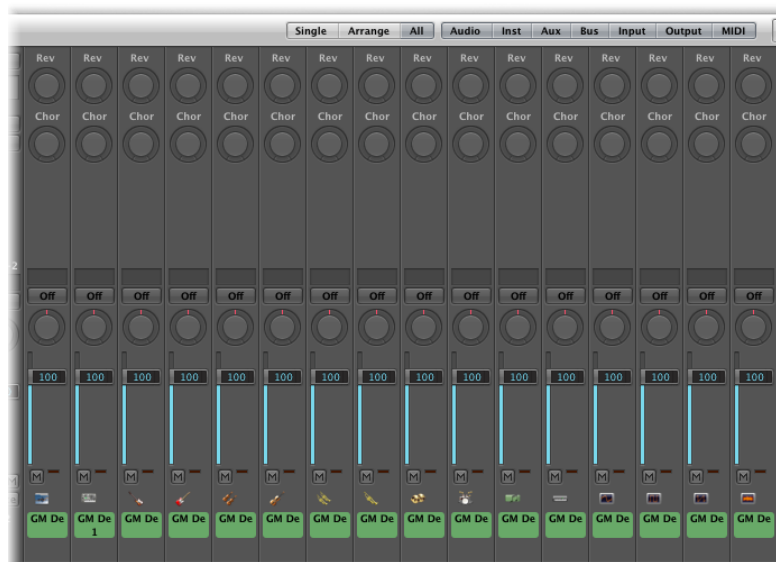 Single Arrange All Audio Inst Aux Bus Input Output MIDI
Rev Rev Rev Rev Rev Rev Rev Rev Rev Rev Rev Rev Rev Rev Rev Rev
Chor Chor Chor Chor Chor Chor Chor Chor Chor Chor Chor Chor Chor Chor Chor Chor
2
Off Off Off Off Off Off Off Off Off Off Off Off Off Off Off Off
100 100 100 100 100 100 100 100 100 100 100 100 100 100 100 100
M M M M M M M M M M M M M M M M
GM De GM De GM De GM De GM De GM De GM De GM De GM De GM De GM De GM De GM De GM De GM De GM De
1